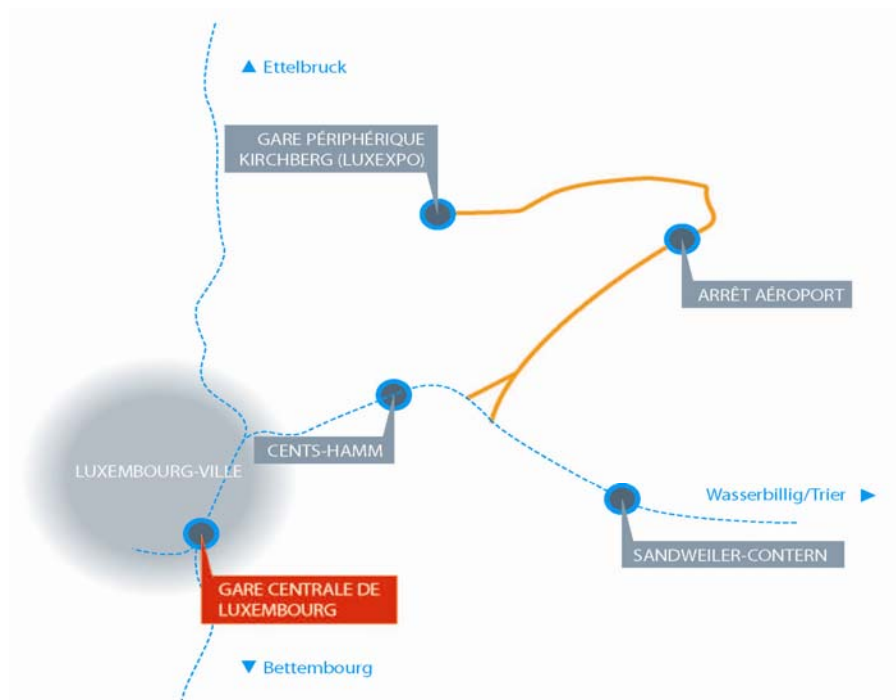 ▲ Ettelbruck
GARE PÉRIPHÉRIQUE
KIRCHBERG (LUXEXPO)
ARRÊT AÉROPORT
CENTS-HAMM
LUXEMBOURG-VILLE
Wasserbillig/Trier ►
SANDWEILER-CONTERN
GARE CENTRALE DE
LUXEMBOURG
▼ Bettembourg